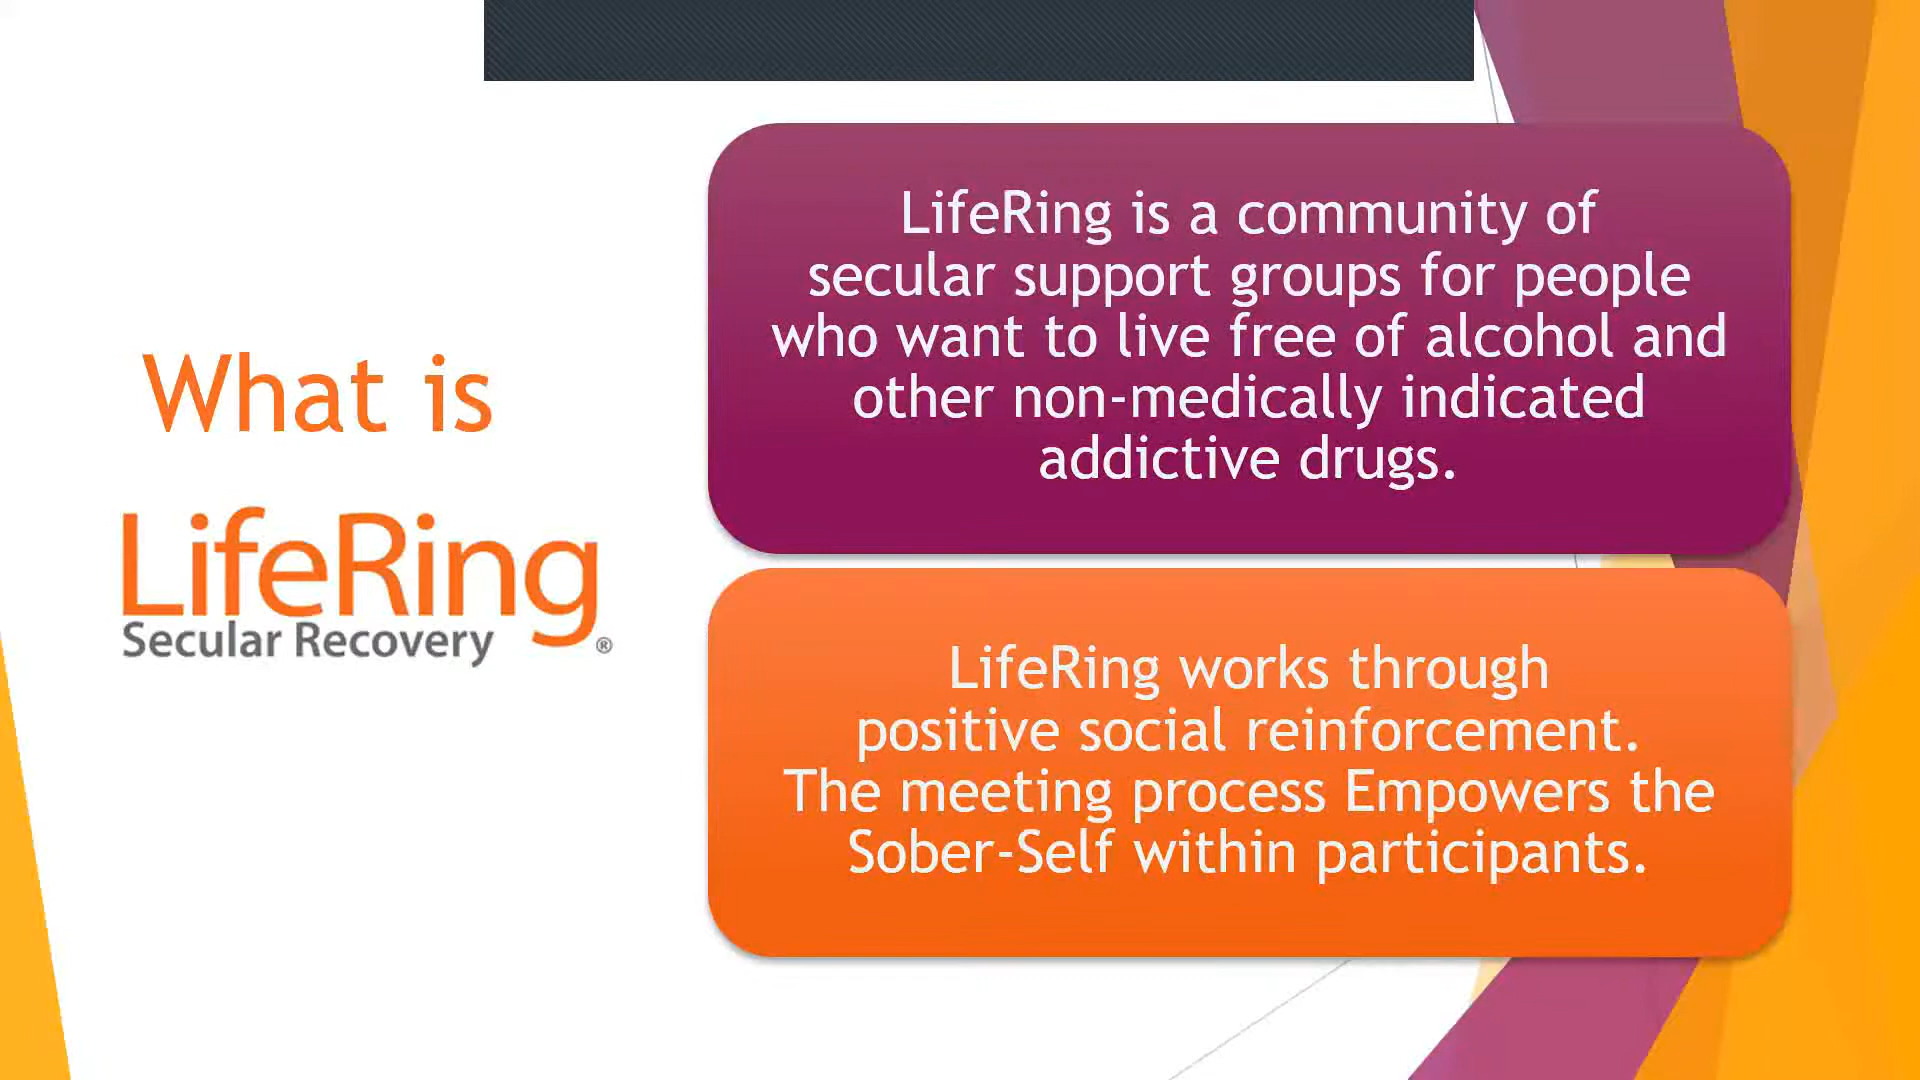 What is
LifeRing
Secular Recovery ®
LifeRing is a community of
secular support groups for people
who want to live free of alcohol and
other non-medically indicated
addictive drugs.
LifeRing works through
positive social reinforcement.
The meeting process Empowers the
Sober-Self within participants.